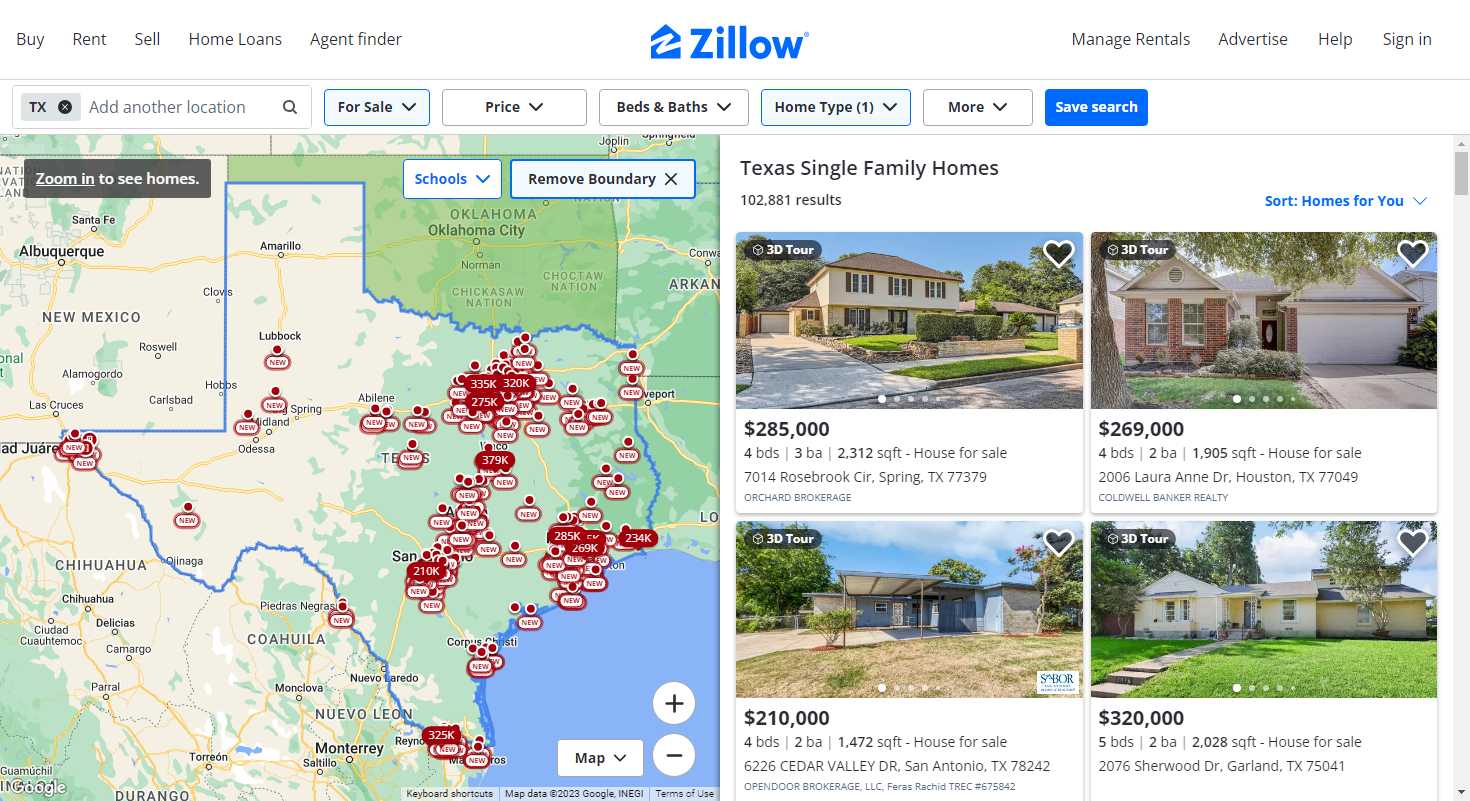 Buy
Rent
Sell
Home Loans
Agent finder
Zillow
Manage Rentals
Advertise
Help
Sign in
TX
Add another location
For Sale
Price
Beds & Baths
Home Type (1)
More
Save search
Zoom in to see homes.
Schools
Remove Boundary
Joplin
Springfield
Santa Fe
Albuquerque
Amarillo
OKLAHOMA
Oklahoma City
Norman
CHOCTAW
NATION
CHICKASAW
NATION
Conwa
ARKAN
Clovis
NEW MEXICO
Roswell
Lubbock
Alamogordo
Hobbs
Carlsbad
Las Cruces
Abilene
Spring
Midland
Odessa
335K
320K
275K
379K
NEW
Ojinaga
CHIHUAHUA
285K
269K
234K
210K
Chihuahua
Piedras Negras
Delicias
Ciudad
Cuauhtemoc
Camargo
COAHUILA
Corpus Christi
Nuevo Laredo
Parral
Monclova
NUEVO LEON
325K
Monterrey
Torreón
Saltillo
Guamúchil
DURANGO
Map
Google
Keyboard shortcuts
Map data ©2023 Google, INEGI
Terms of Use
Texas Single Family Homes
102,881 results
Sort: Homes for You
3D Tour
$285,000
4 bds | 3 ba | 2,312 sqft - House for sale
7014 Rosebrook Cir, Spring, TX 77379
ORCHARD BROKERAGE
3D Tour
$269,000
4 bds | 2 ba | 1,905 sqft - House for sale
2006 Laura Anne Dr, Houston, TX 77049
COLDWELL BANKER REALTY
3D Tour
SABOR
$210,000
4 bds | 2 ba | 1,472 sqft - House for sale
6226 CEDAR VALLEY DR, San Antonio, TX 78242
OPENDOOR BROKERAGE, LLC, Feras Rachid TREC #675842
3D Tour
$320,000
5 bds | 2 ba | 2,028 sqft - House for sale
2076 Sherwood Dr, Garland, TX 75041